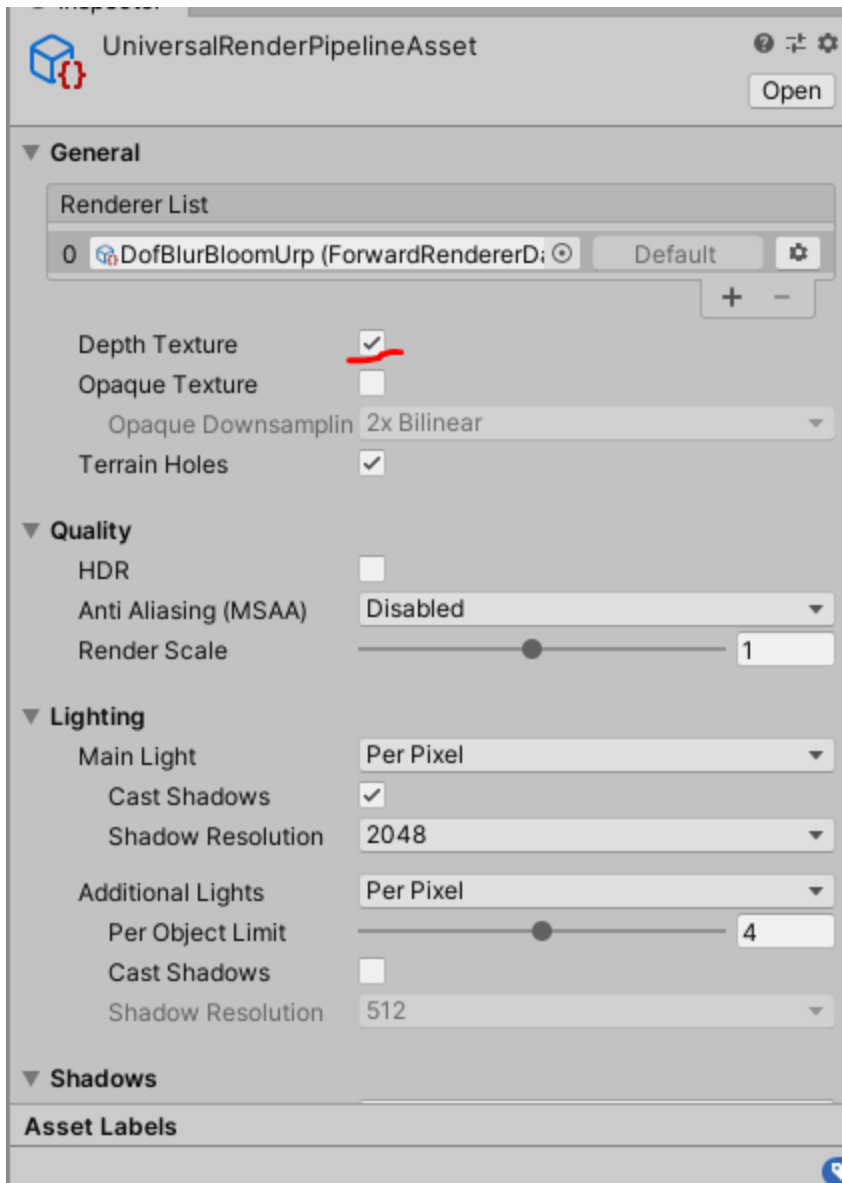 Inspector
UniversalRenderPipelineAsset
Open
General
Renderer List
0 DofBlurBloomUrp (ForwardRendererDa Default
+ −
Depth Texture
Opaque Texture
Opaque Downsamplin 2x Bilinear
Terrain Holes
Quality
HDR
Anti Aliasing (MSAA) Disabled
Render Scale 1
Lighting
Main Light Per Pixel
Cast Shadows
Shadow Resolution 2048
Additional Lights Per Pixel
Per Object Limit 4
Cast Shadows
Shadow Resolution 512
Shadows
Asset Labels